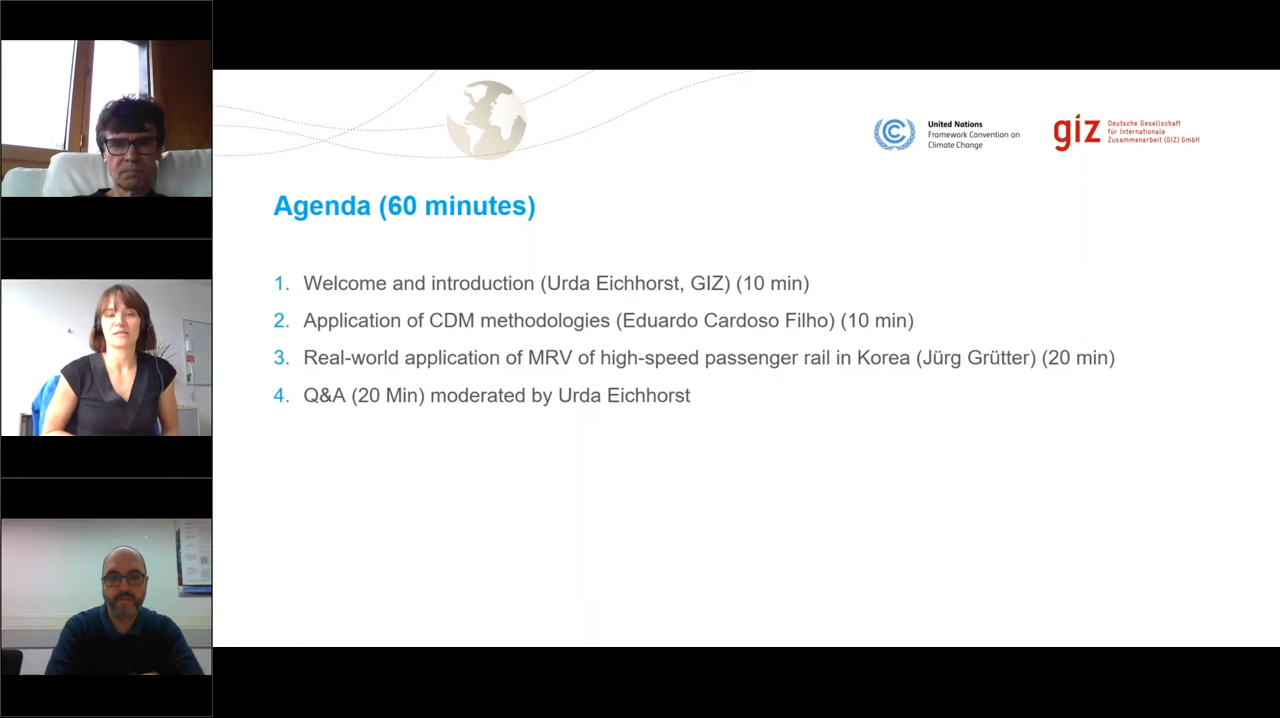 United Nations
Framework Convention on
Climate Change
giz
Deutsche Gesellschaft
für Internationale
Zusammenarbeit (GIZ) GmbH
Agenda (60 minutes)
1. Welcome and introduction (Urda Eichhorst, GIZ) (10 min)
2. Application of CDM methodologies (Eduardo Cardoso Filho) (10 min)
3. Real-world application of MRV of high-speed passenger rail in Korea (Jürg Grütter) (20 min)
4. Q&A (20 Min) moderated by Urda Eichhorst